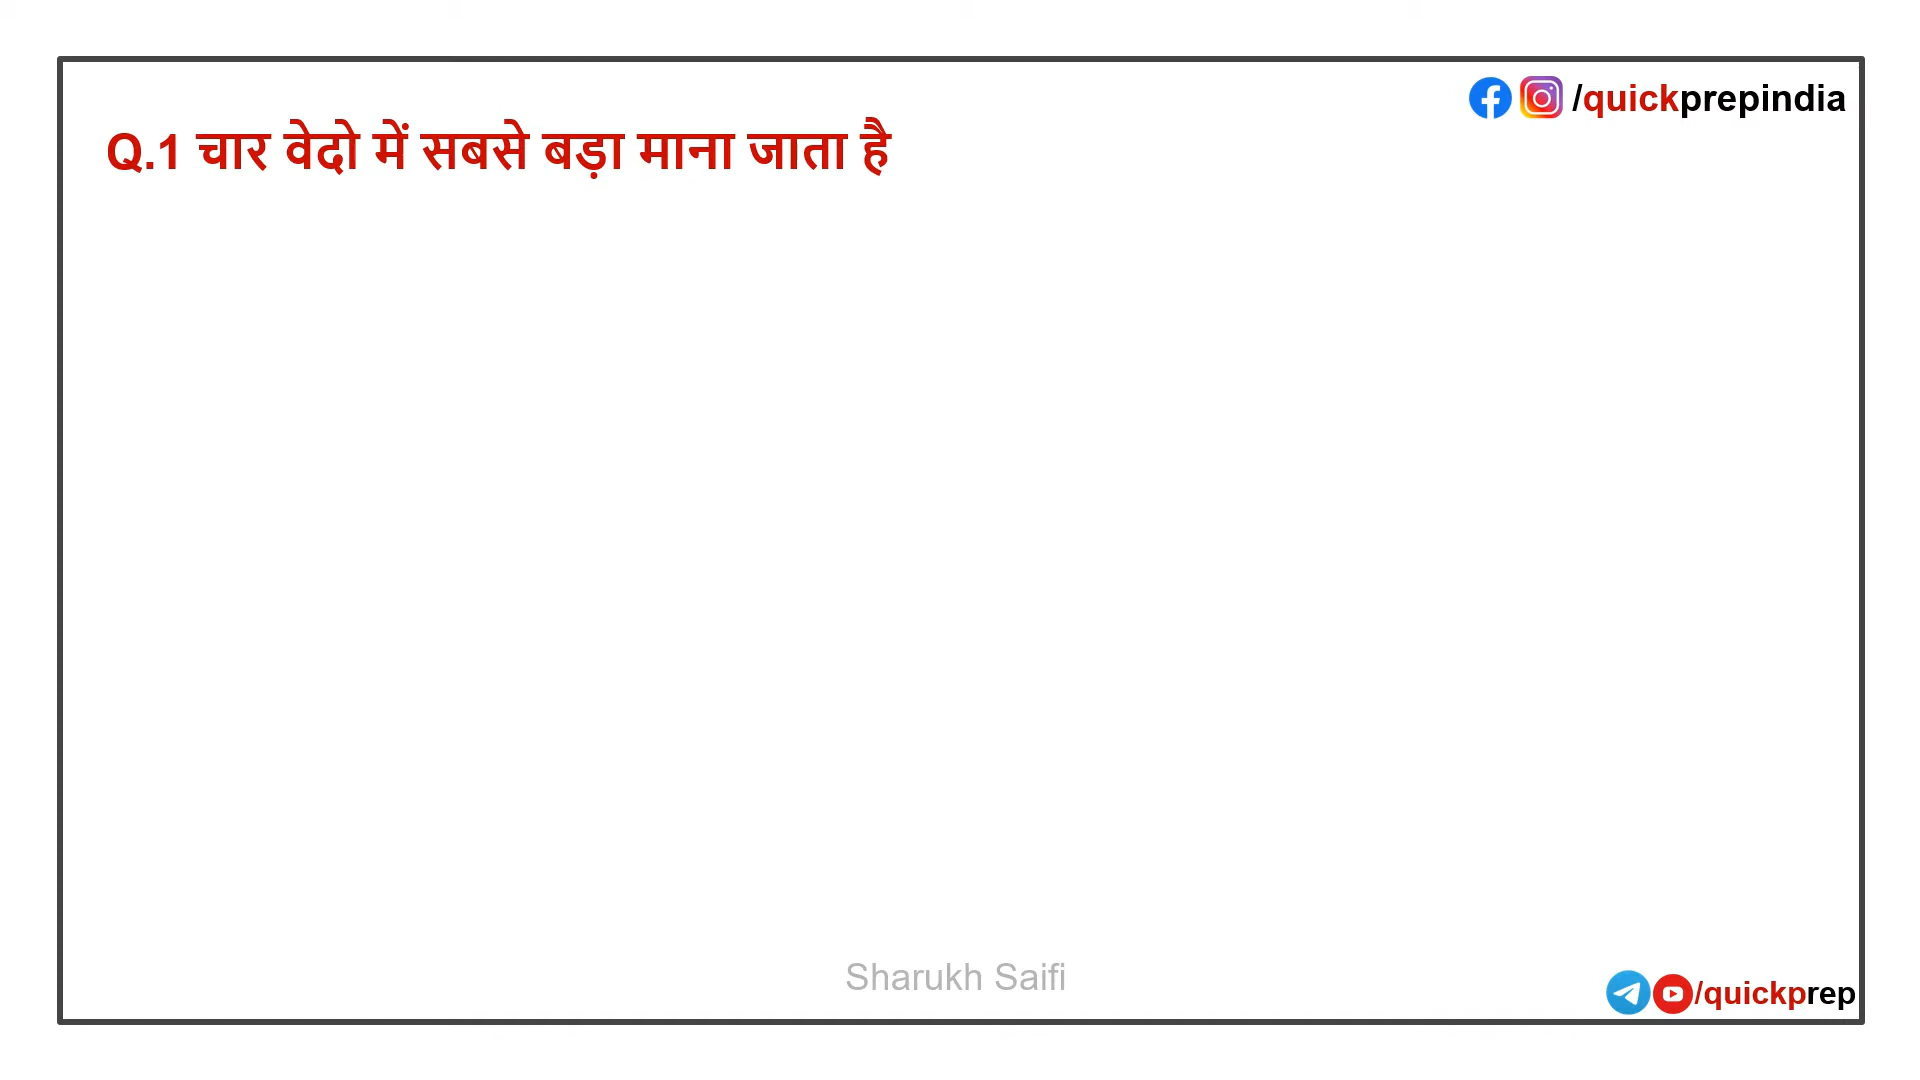 /quickprepindia
Q.1 चार वेदो में सबसे बड़ा माना जाता है
Sharukh Saifi
/quickprep